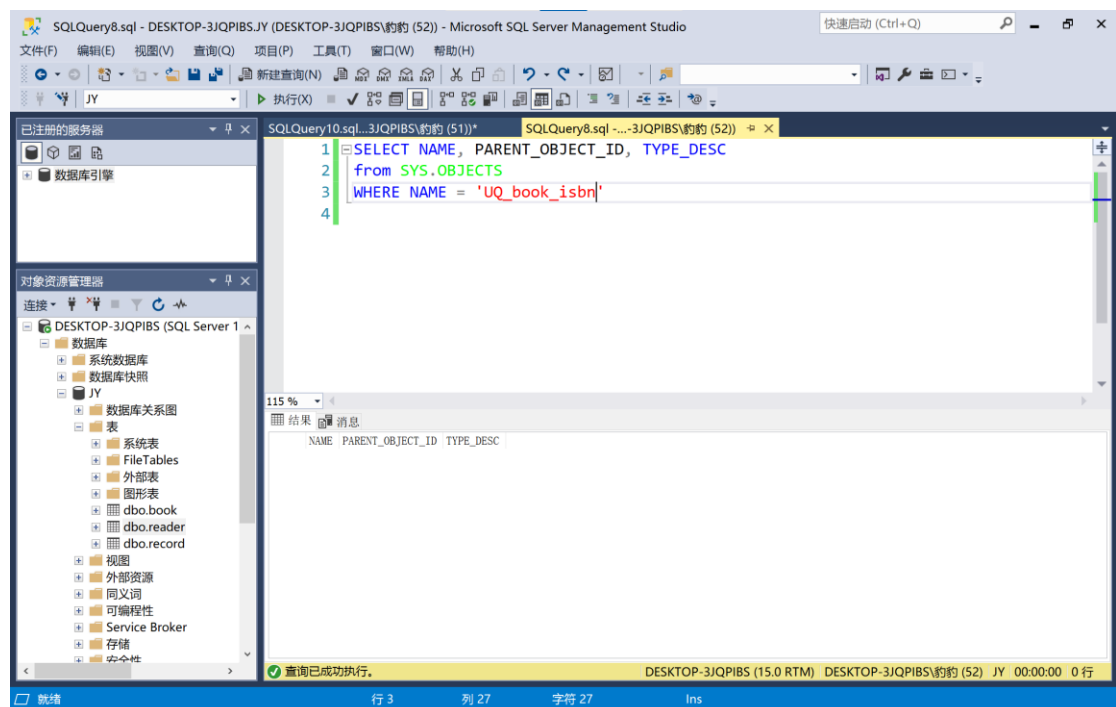 SQLQuery8.sql - DESKTOP-3JQPIBS.JY (DESKTOP-3JQPIBS\豹豹 (52)) - Microsoft SQL Server Management Studio
快速启动 (Ctrl+Q)
文件(F) 编辑(E) 视图(V) 查询(Q) 项目(P) 工具(T) 窗口(W) 帮助(H)
新建查询(N)
JY
执行(X)
已注册的服务器
数据库引擎
SQLQuery10.sql...3JQPIBS\豹豹 (51))*
SQLQuery8.sql -...-3JQPIBS\豹豹 (52))
1 SELECT NAME, PARENT_OBJECT_ID, TYPE_DESC
2 from SYS.OBJECTS
3 WHERE NAME = 'UQ_book_isbn'
4
对象资源管理器
连接
DESKTOP-3JQPIBS (SQL Server 1
数据库
系统数据库
数据库快照
JY
数据库关系图
表
系统表
FileTables
外部表
图形表
dbo.book
dbo.reader
dbo.record
视图
外部资源
同义词
可编程性
Service Broker
存储
安全性
115 %
结果 消息
NAME PARENT_OBJECT_ID TYPE_DESC
查询已成功执行。 DESKTOP-3JQPIBS (15.0 RTM) DESKTOP-3JQPIBS\豹豹 (52) JY 00:00:00 0 行
就绪 行 3 列 27 字符 27 Ins